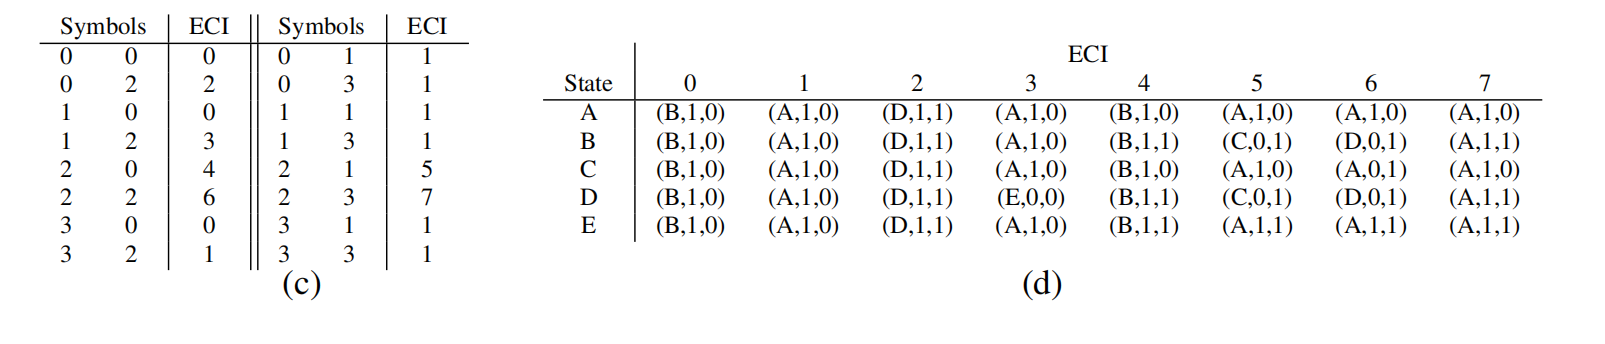 Symbols ECI Symbols ECI
0 0 0 0 1 1
0 2 2 0 3 1
1 0 0 1 1 1
1 2 3 1 3 1
2 0 4 2 1 5
2 2 6 2 3 7
3 0 0 3 1 1
3 2 1 3 3 1
(c)
ECI
State 0 1 2 3 4 5 6 7
A (B,1,0) (A,1,0) (D,1,1) (A,1,0) (B,1,0) (A,1,0) (A,1,0) (A,1,0)
B (B,1,0) (A,1,0) (D,1,1) (A,1,0) (B,1,1) (C,0,1) (D,0,1) (A,1,1)
C (B,1,0) (A,1,0) (D,1,1) (A,1,0) (B,1,0) (A,1,0) (A,0,1) (A,1,0)
D (B,1,0) (A,1,0) (D,1,1) (E,0,0) (B,1,1) (C,0,1) (D,0,1) (A,1,1)
E (B,1,0) (A,1,0) (D,1,1) (A,1,0) (B,1,1) (A,1,1) (A,1,1) (A,1,1)
(d)